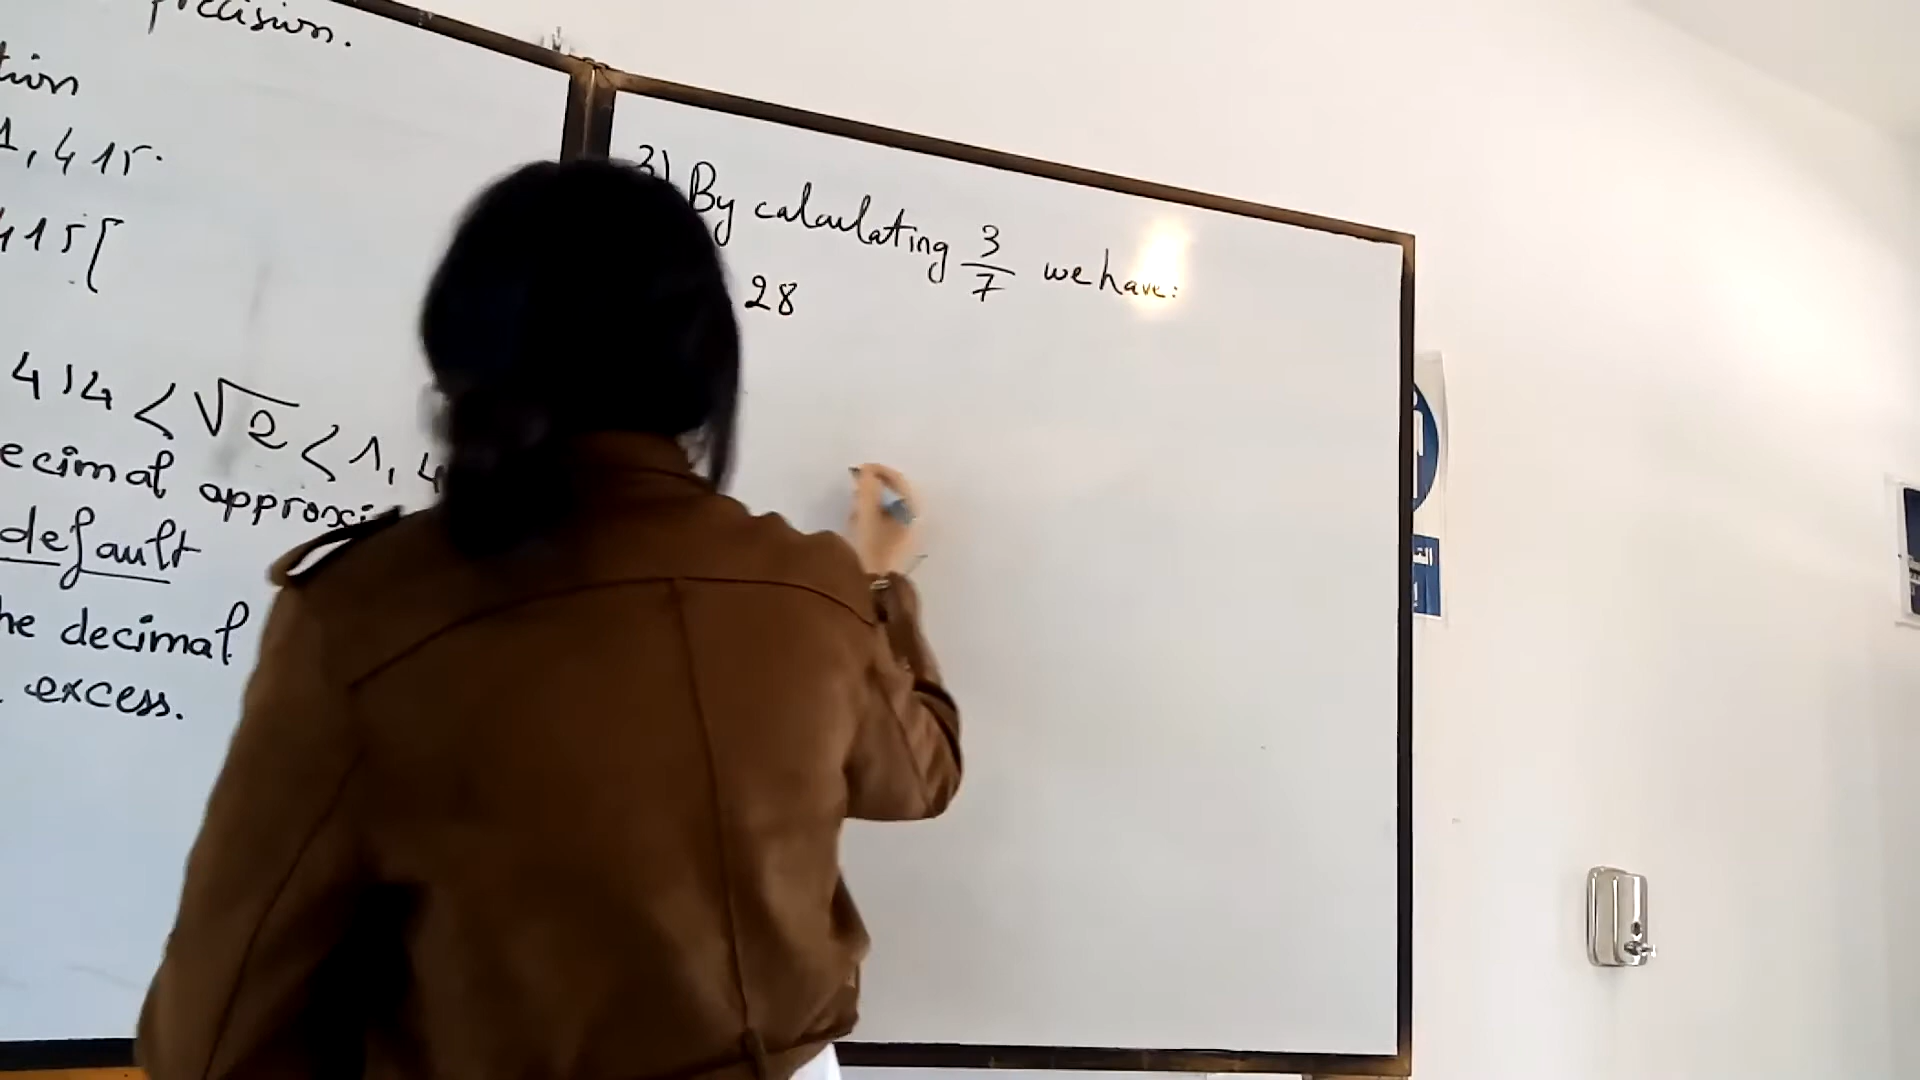 precision.
tion
1,415.
415[
414 < √2 < 1,4
ecimal approxi
default
he decimal
excess.
3) By calculating 3/7 we have:
28